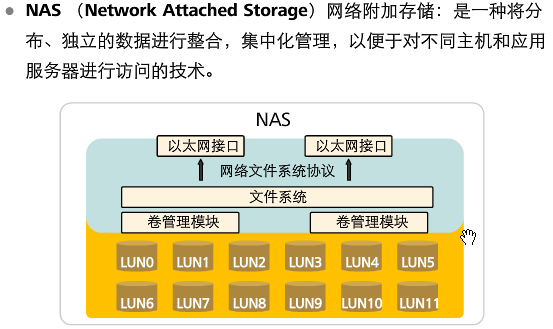 NAS （Network Attached Storage）网络附加存储：是一种将分
布、独立的数据进行整合，集中化管理，以便于对不同主机和应用
服务器进行访问的技术。
NAS
以太网接口 以太网接口
网络文件系统协议
文件系统
卷管理模块 卷管理模块
LUN0 LUN1 LUN2 LUN3 LUN4 LUN5
LUN6 LUN7 LUN8 LUN9 LUN10 LUN11